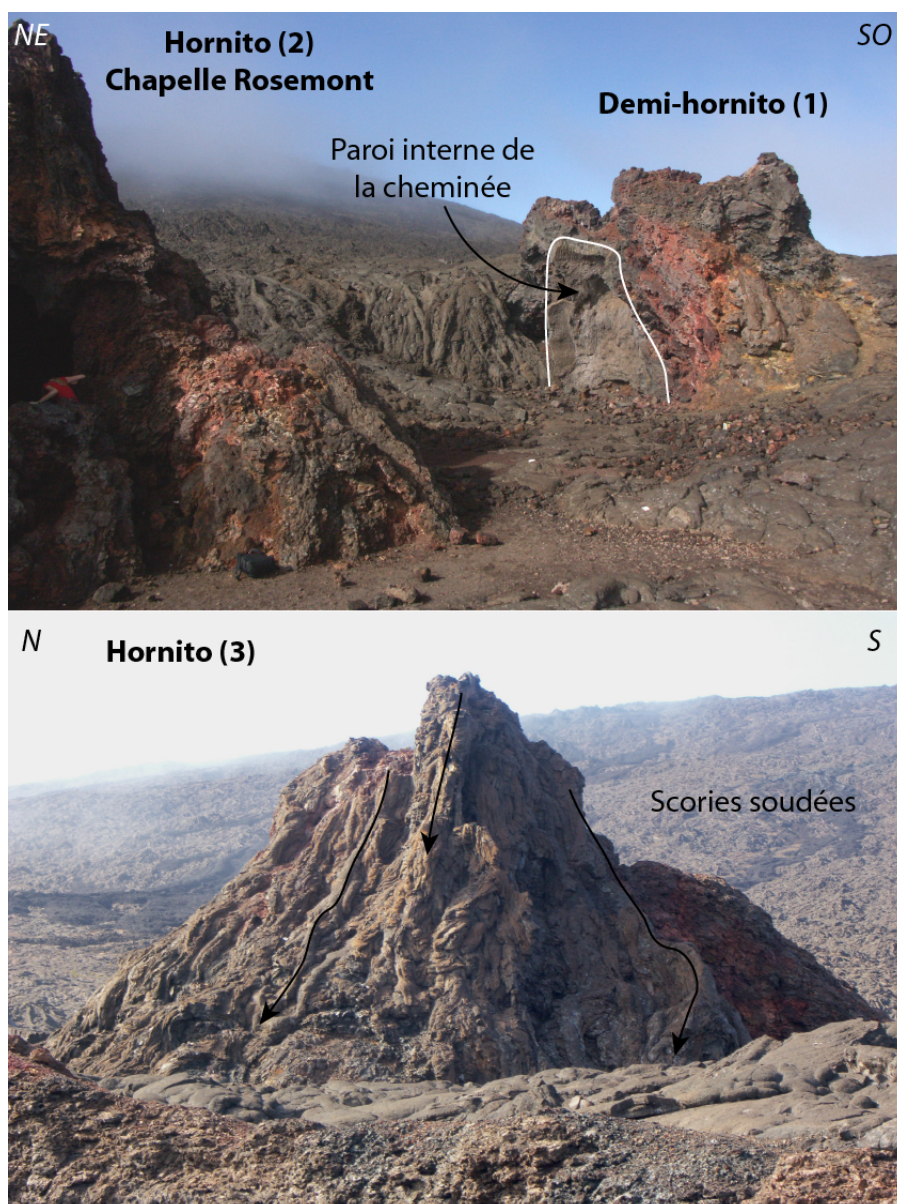 NE
Hornito (2)
Chapelle Rosemont
SO
Demi-hornito (1)
Paroi interne de
la cheminée
N
Hornito (3)
S
Scories soudées